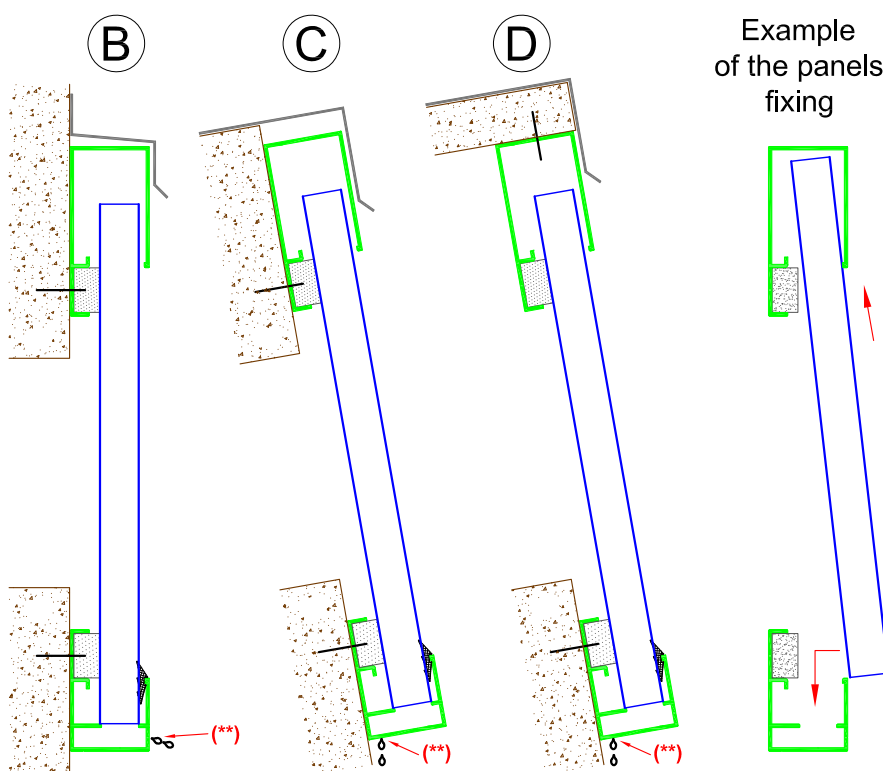 B
C
D
Example
of the panels
fixing
(**)
(**)
(**)